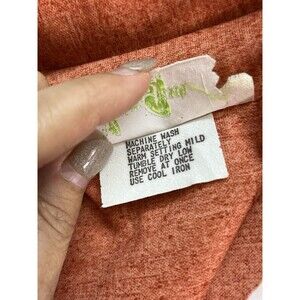 MACHINE WASH
SEPARATELY
WARM SETTING MILD
TUMBLE DRY LOW
REMOVE AT ONCE
USE COOL IRON